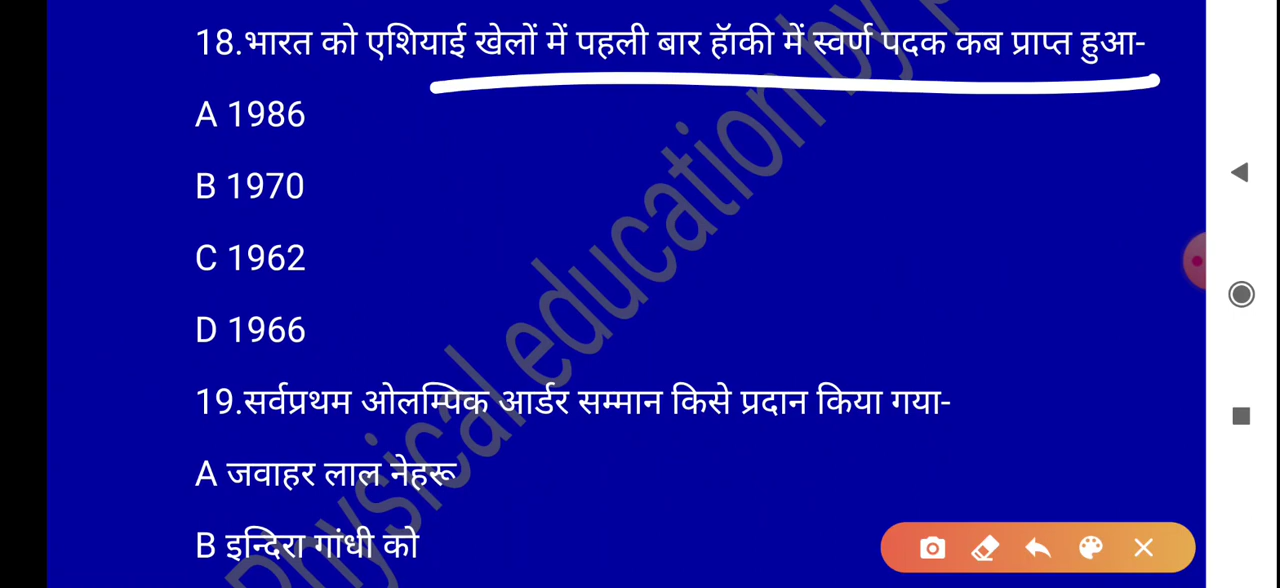 18.भारत को एशियाई खेलों में पहली बार हॅाकी में स्वर्ण पदक कब प्राप्त हुआ-
A 1986
B 1970
C 1962
D 1966
19.सर्वप्रथम ओलम्पिक आर्डर सम्मान किसे प्रदान किया गया-
A जवाहर लाल नेहरू
B इन्दिरा गांधी को
Physical education by